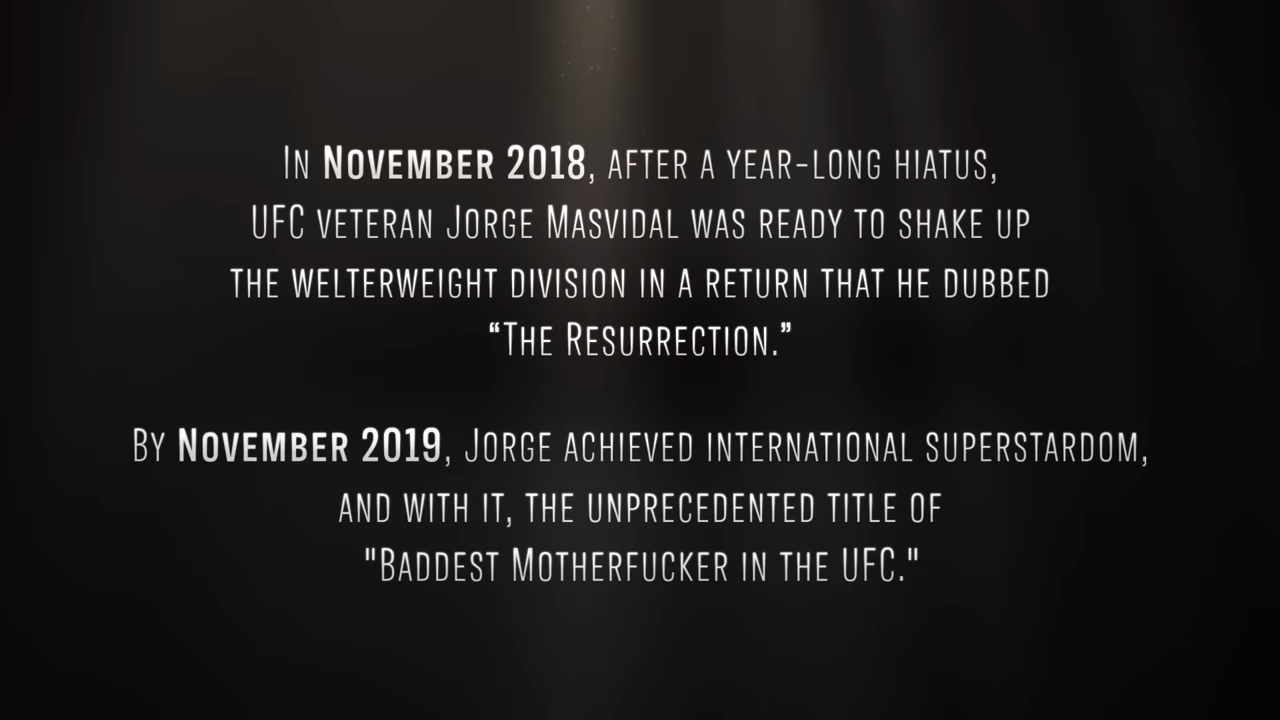 In November 2018, after a year-long hiatus,
UFC veteran Jorge Masvidal was ready to shake up
the welterweight division in a return that he dubbed
“The Resurrection.”
By November 2019, Jorge achieved international superstardom,
and with it, the unprecedented title of
"Baddest Motherfucker in the UFC."